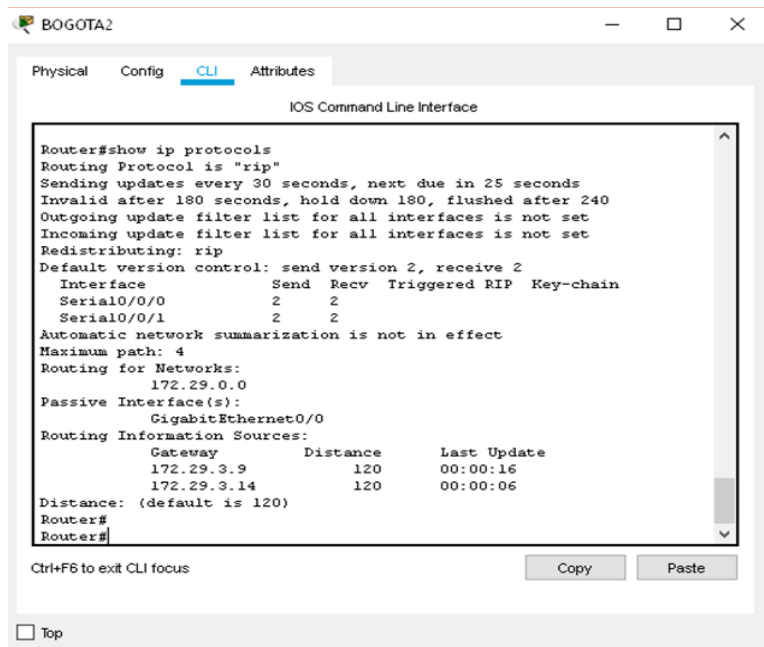 BOGOTA2
Physical Config CLI Attributes
IOS Command Line Interface
Router#show ip protocols
Routing Protocol is "rip"
Sending updates every 30 seconds, next due in 25 seconds
Invalid after 180 seconds, hold down 180, flushed after 240
Outgoing update filter list for all interfaces is not set
Incoming update filter list for all interfaces is not set
Redistributing: rip
Default version control: send version 2, receive 2
Interface Send Recv Triggered RIP Key-chain
Serial0/0/0 2 2
Serial0/0/1 2 2
Automatic network summarization is not in effect
Maximum path: 4
Routing for Networks:
172.29.0.0
Passive Interface(s):
GigabitEthernet0/0
Routing Information Sources:
Gateway Distance Last Update
172.29.3.9 120 00:00:16
172.29.3.14 120 00:00:06
Distance: (default is 120)
Router#
Router#
Ctrl+F6 to exit CLI focus Copy Paste
Top